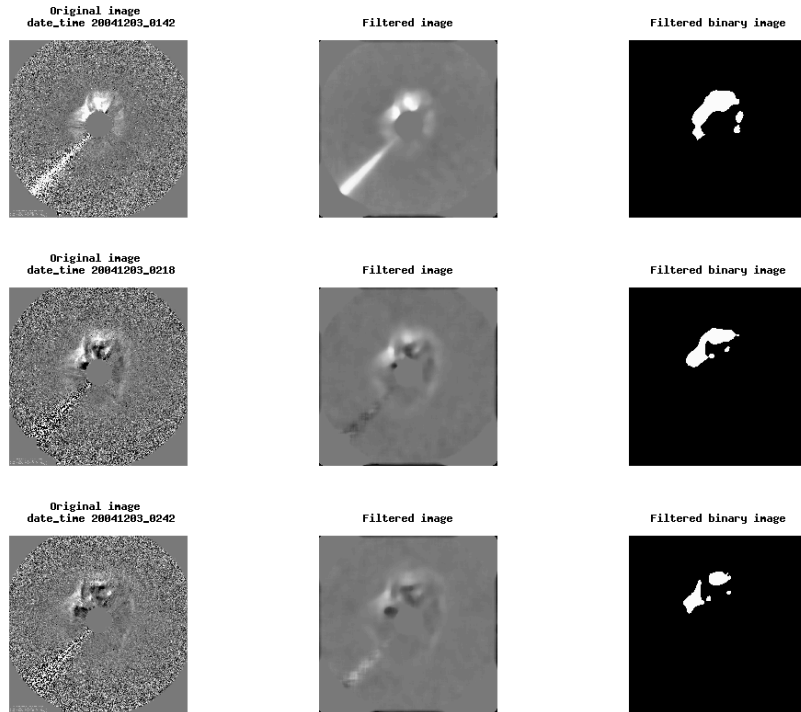 Original image
date_time 20041203_0142
Filtered image
Filtered binary image
Original image
date_time 20041203_0218
Filtered image
Filtered binary image
Original image
date_time 20041203_0242
Filtered image
Filtered binary image